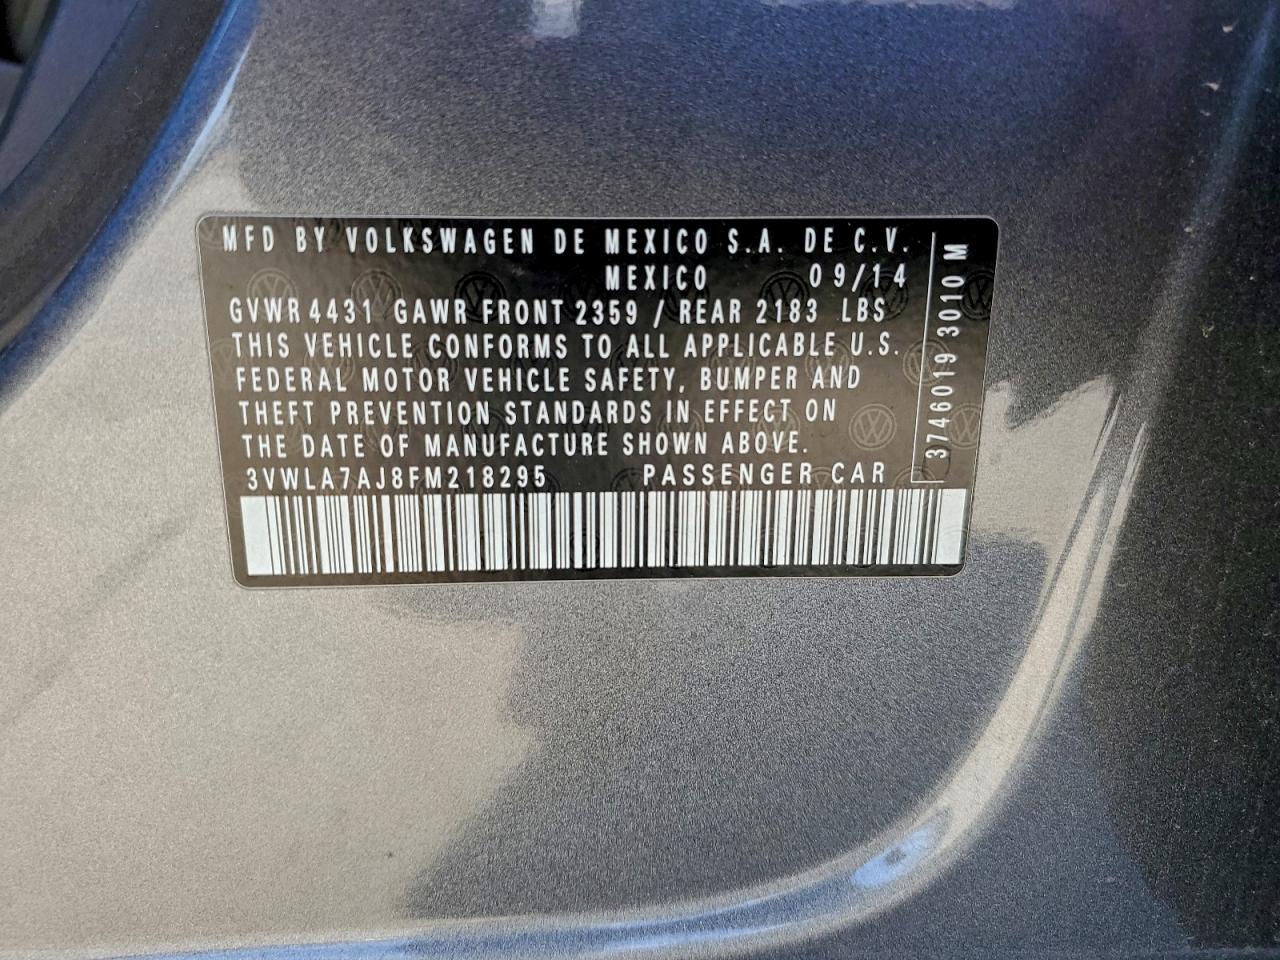 MFD BY VOLKSWAGEN DE MEXICO S.A. DE C.V.
MEXICO 09/14
GVWR 4431 GAWR FRONT 2359 / REAR 2183 LBS
THIS VEHICLE CONFORMS TO ALL APPLICABLE U.S.
FEDERAL MOTOR VEHICLE SAFETY, BUMPER AND
THEFT PREVENTION STANDARDS IN EFFECT ON
THE DATE OF MANUFACTURE SHOWN ABOVE.
3VWLA7AJ8FM218295 PASSENGER CAR
3746019 3010 M